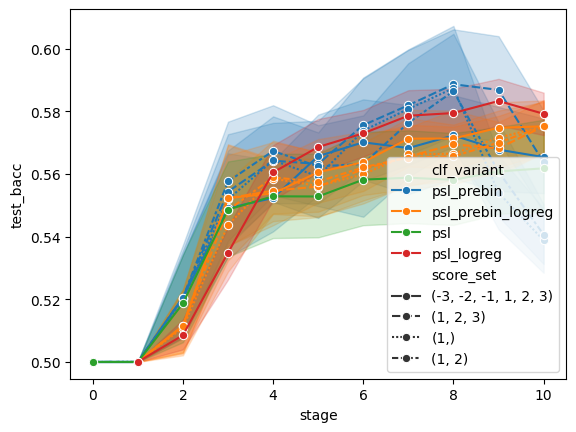 0.60
0.58
0.56
0.54
0.52
0.50
test_bacc
0 2 4 6 8 10
stage
clf_variant
psl_prebin
psl_prebin_logreg
psl
psl_logreg
score_set
(-3, -2, -1, 1, 2, 3)
(1, 2, 3)
(1,)
(1, 2)